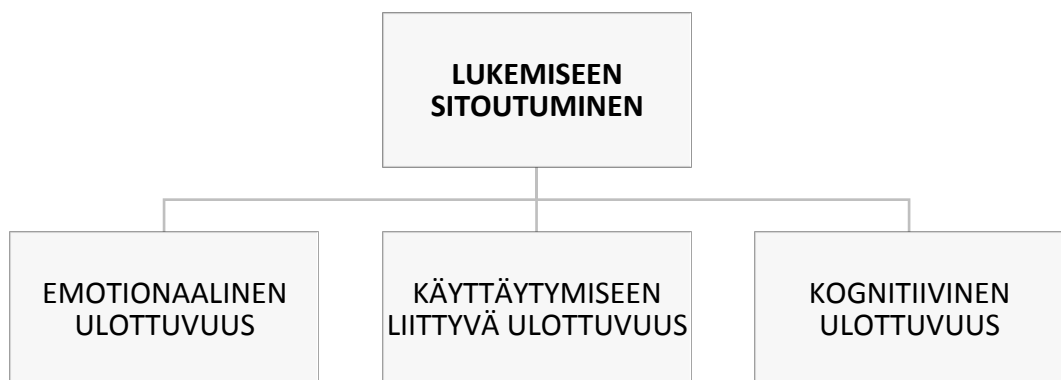 LUKEMISEEN
SITOUTUMINEN
EMOTIONAALINEN
ULOTTUVUUS
KÄYTTÄYTYMISEEN
LIITTYVÄ ULOTTUVUUS
KOGNITIIVINEN
ULOTTUVUUS